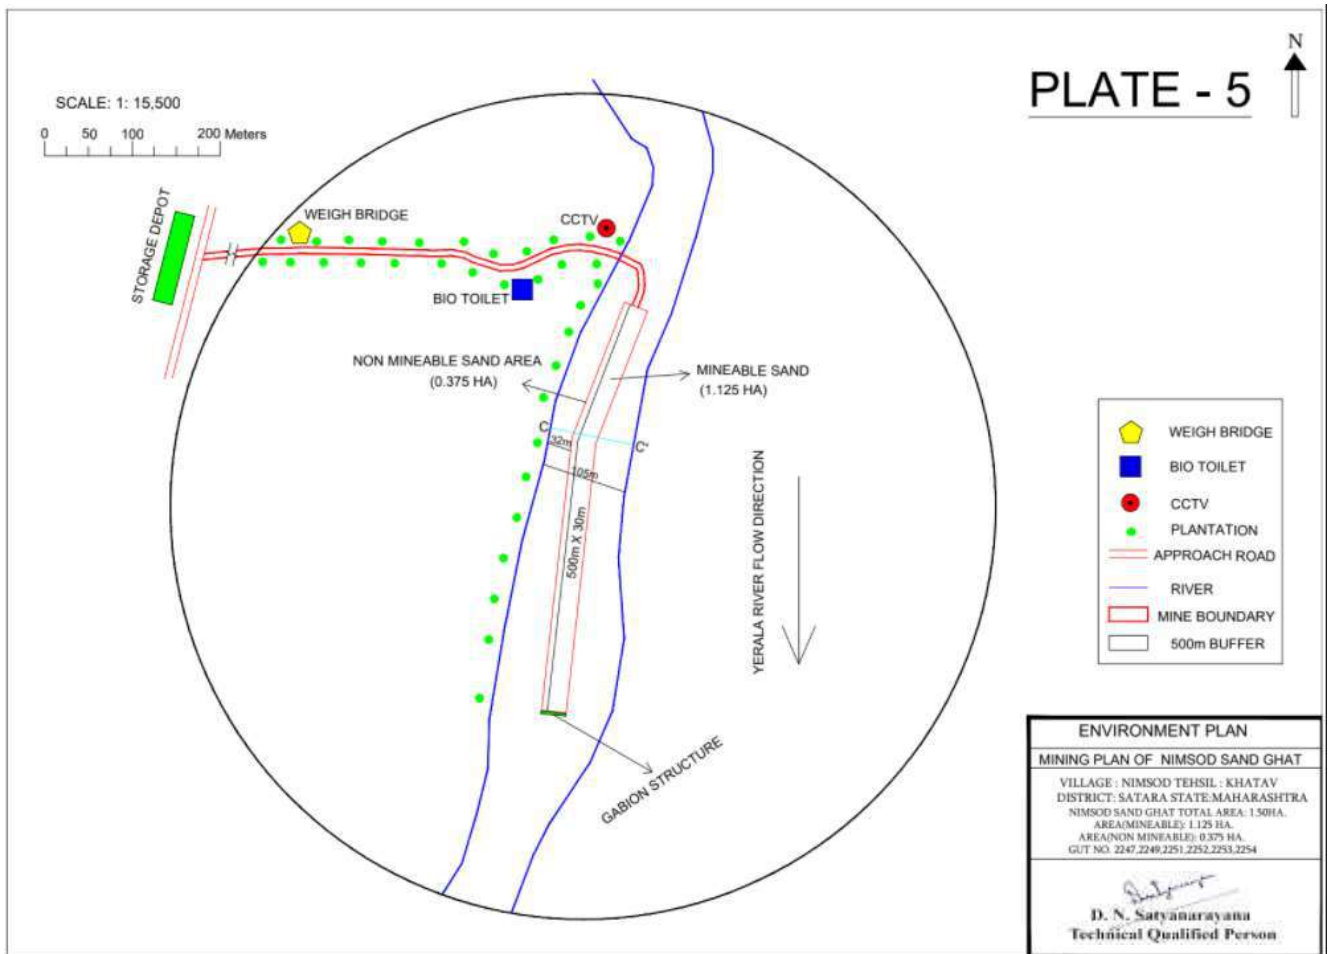 PLATE - 5
N
SCALE: 1: 15,500
0 50 100 200 Meters
STORAGE DEPOT
WEIGH BRIDGE
CCTV
BIO TOILET
NON MINEABLE SAND AREA
(0.375 HA)
MINEABLE SAND
(1.125 HA)
C
C'
32m
105m
500m X 30m
YERALA RIVER FLOW DIRECTION
GABION STRUCTURE
WEIGH BRIDGE
BIO TOILET
CCTV
PLANTATION
APPROACH ROAD
RIVER
MINE BOUNDARY
500m BUFFER
ENVIRONMENT PLAN
MINING PLAN OF NIMSOD SAND GHAT
VILLAGE : NIMSOD TEHSIL : KHATAV
DISTRICT: SATARA STATE:MAHARASHTRA
NIMSOD SAND GHAT TOTAL AREA: 1.50HA.
AREA(MINEABLE): 1.125 HA.
AREA(NON MINEABLE): 0.375 HA.
GUT NO. 2247,2249,2251,2252,2253,2254
D. N. Satyanarayana
Technical Qualified Person